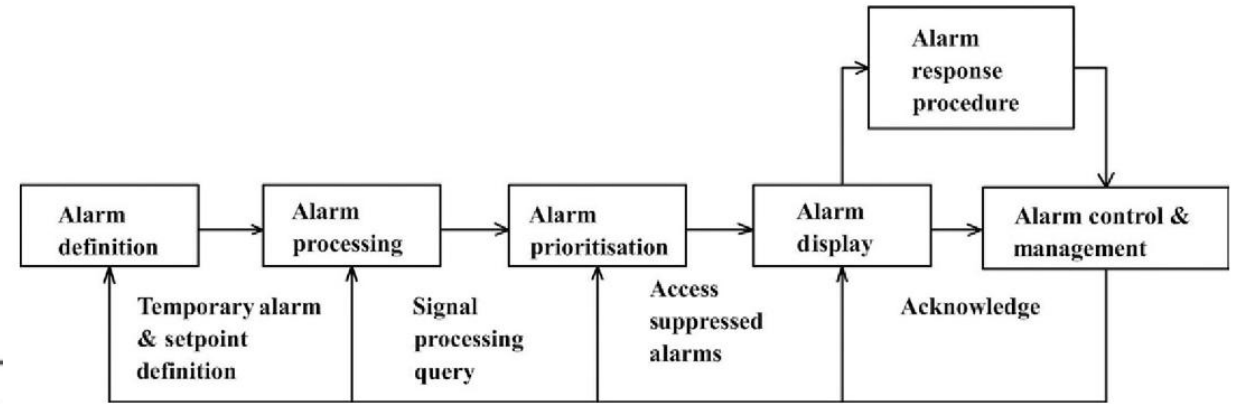 Alarm
response
procedure
Alarm
definition
Alarm
processing
Alarm
prioritisation
Alarm
display
Alarm control &
management
Temporary alarm
& setpoint
definition
Signal
processing
query
Access
suppressed
alarms
Acknowledge